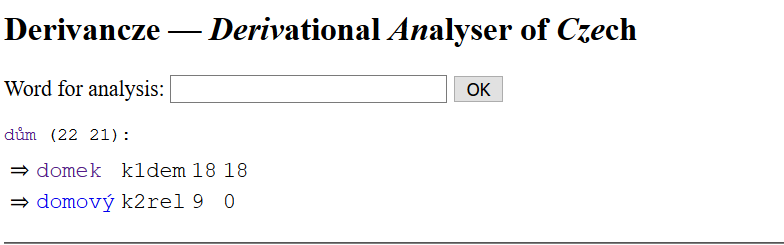 Derivancze — Derivational Analyser of Czech
Word for analysis: OK
dům (22 21):
⇒ domek k1dem 18 18
⇒ domový k2rel 9 0